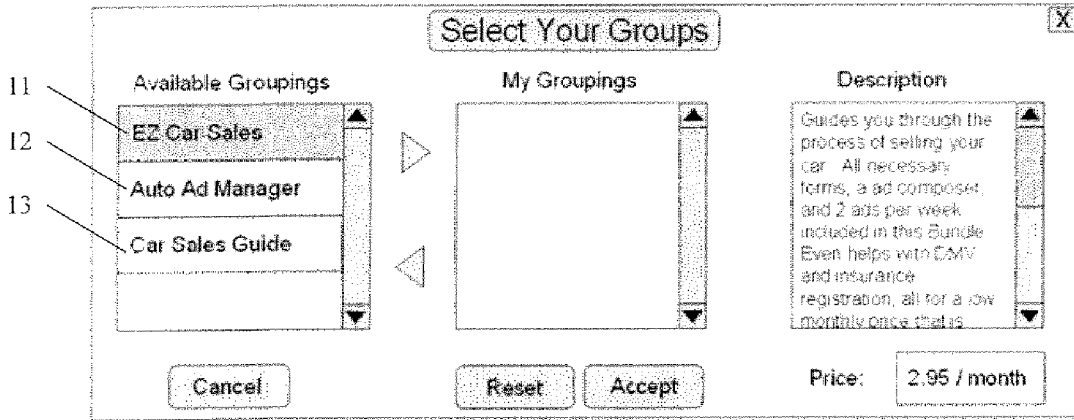 Select Your Groups
X
Available Groupings
My Groupings
Description
11
EZ Car Sales
12
Auto Ad Manager
13
Car Sales Guide
Guides you through the
process of selling your
car. All necessary
forms, a ad composer,
and 2 ads per week
included in this Bundle
Even helps with DMV
and insurance
registration, all for a low
monthly price that is
Cancel
Reset
Accept
Price:
2.95 / month